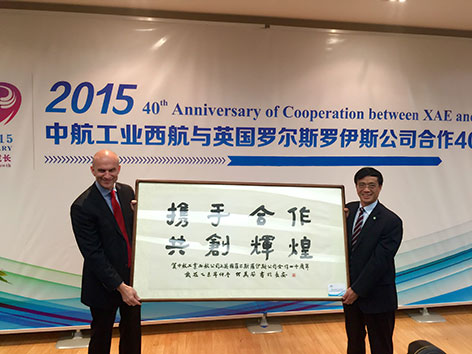 2015 40th Anniversary of Cooperation between XAE and
中航工业西航与英国罗尔斯罗伊斯公司合作40
15
携手合作
共創輝煌